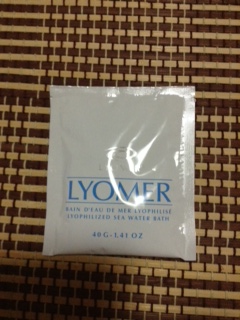 LYOMER
BAIN D'EAU DE MER LYOPHILISÉ
LYOPHILIZED SEA WATER BATH
40 G - 1.41 OZ